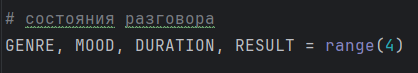 # состояния разговора
GENRE, MOOD, DURATION, RESULT = range(4)